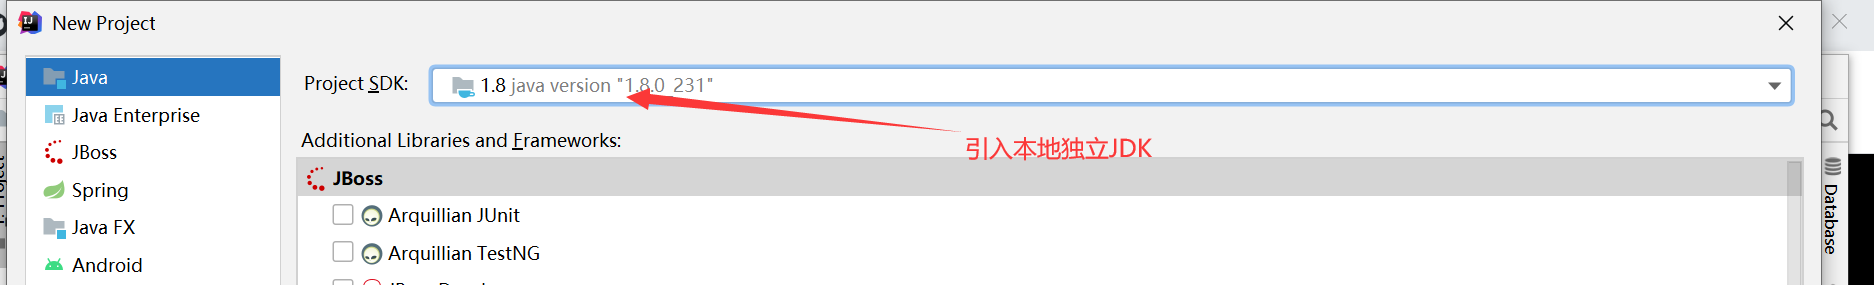 New Project
Java
Java Enterprise
JBoss
Spring
Java FX
Android
Project SDK:
1.8 java version "1.8.0_231"
引入本地独立JDK
Additional Libraries and Frameworks:
JBoss
Arquillian JUnit
Arquillian TestNG
Database